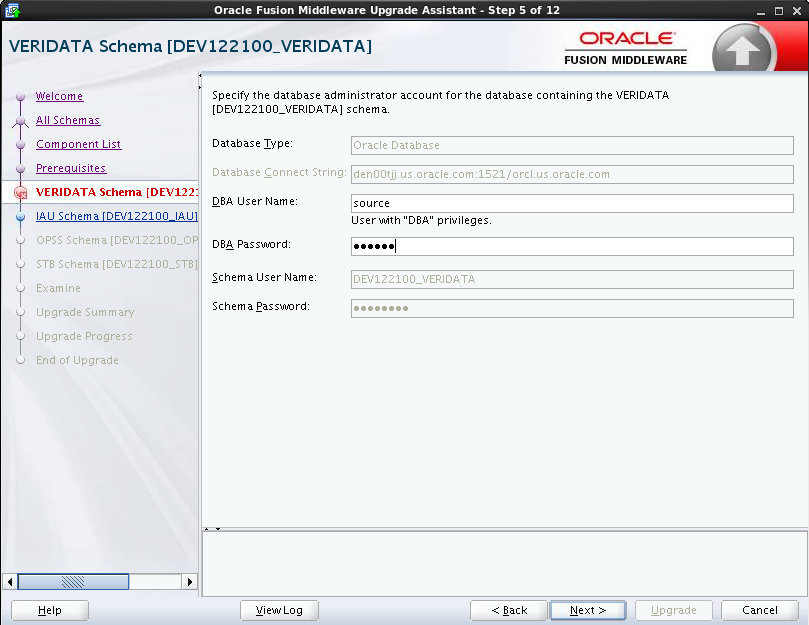 Oracle Fusion Middleware Upgrade Assistant - Step 5 of 12
VERIDATA Schema [DEV122100_VERIDATA]
ORACLE
FUSION MIDDLEWARE
Welcome
All Schemas
Component List
Prerequisites
VERIDATA Schema [DEV122:
IAU Schema [DEV122100_IAU]
OPSS Schema [DEV122100_OP
STB Schema [DEV122100_STB]
Examine
Upgrade Summary
Upgrade Progress
End of Upgrade
Specify the database administrator account for the database containing the VERIDATA
[DEV122100_VERIDATA] schema.
Database Type: Oracle Database
Database Connect String: den00tjj.us.oracle.com:1521/orcl.us.oracle.com
DBA User Name: source
User with "DBA" privileges.
DBA Password: ●●●●●●
Schema User Name: DEV122100_VERIDATA
Schema Password: ●●●●●●●●
Help View Log < Back Next > Upgrade Cancel